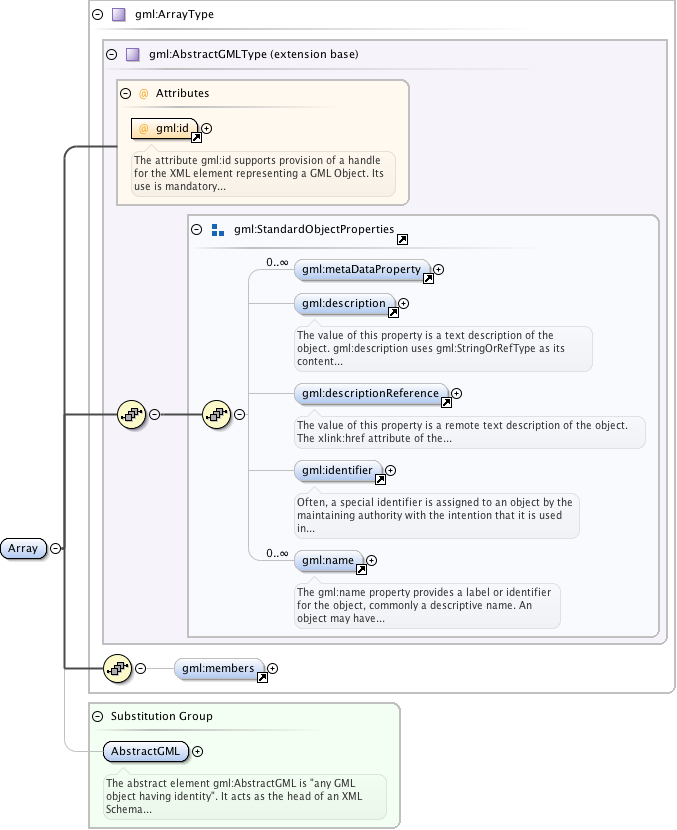 gml:ArrayType
gml:AbstractGMLType (extension base)
@ Attributes
@ gml:id
The attribute gml:id supports provision of a handle
for the XML element representing a GML Object. Its
use is mandatory...
gml:StandardObjectProperties
0..∞
gml:metaDataProperty
gml:description
The value of this property is a text description of the
object. gml:description uses gml:StringOrRefType as its
content...
gml:descriptionReference
The value of this property is a remote text description of the object.
The xlink:href attribute of the...
gml:identifier
Often, a special identifier is assigned to an object by the
maintaining authority with the intention that it is used
in...
0..∞
gml:name
The gml:name property provides a label or identifier
for the object, commonly a descriptive name. An
object may have...
Array
gml:members
Substitution Group
AbstractGML
The abstract element gml:AbstractGML is "any GML
object having identity". It acts as the head of an XML
Schema...